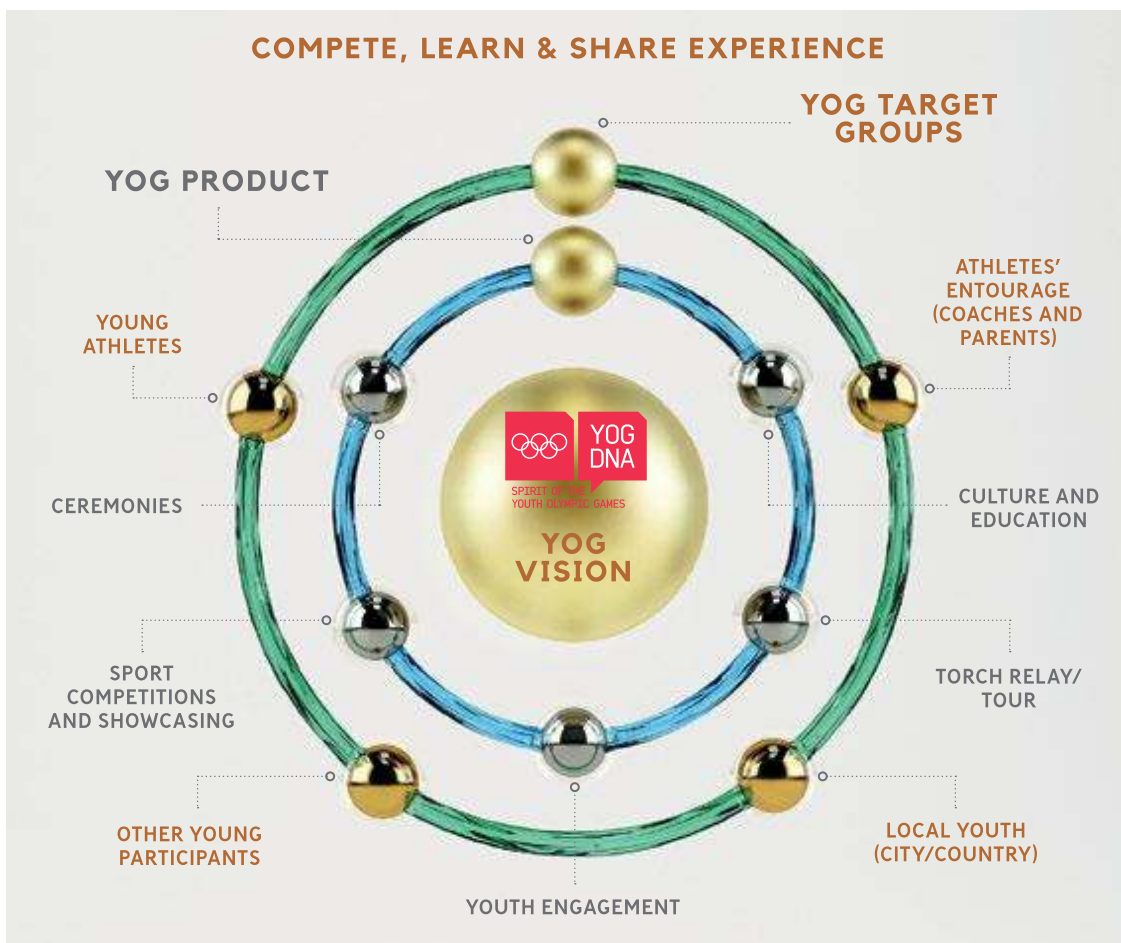 COMPETE, LEARN & SHARE EXPERIENCE
YOG TARGET
GROUPS
YOG PRODUCT
ATHLETES’
ENTOURAGE
(COACHES AND
PARENTS)
YOUNG
ATHLETES
YOG
DNA
SPIRIT OF THE
YOUTH OLYMPIC GAMES
YOG
VISION
CEREMONIES
CULTURE AND
EDUCATION
SPORT
COMPETITIONS
AND SHOWCASING
TORCH RELAY/
TOUR
OTHER YOUNG
PARTICIPANTS
LOCAL YOUTH
(CITY/COUNTRY)
YOUTH ENGAGEMENT